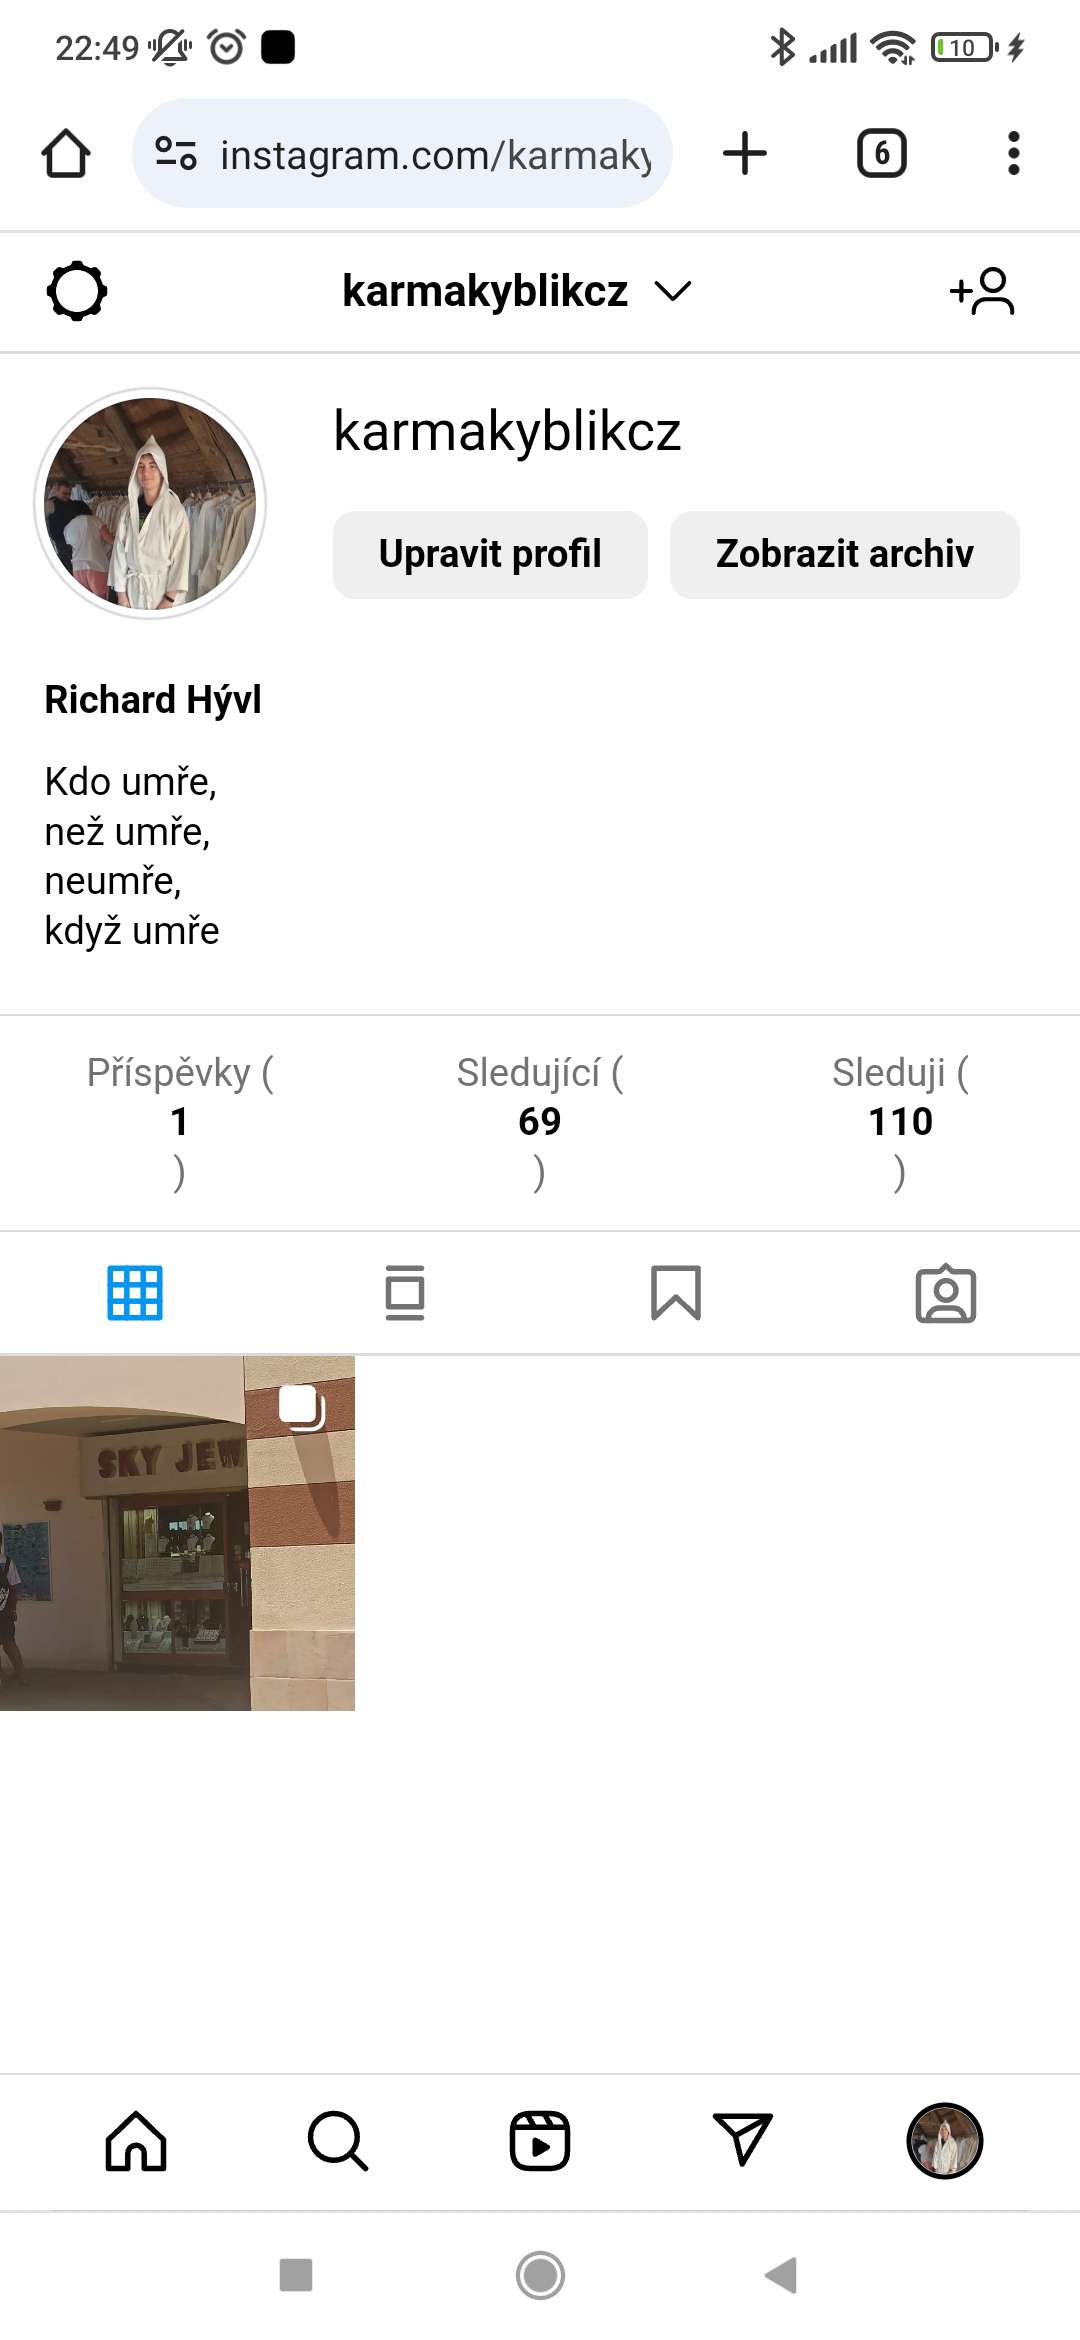 22:49
10
instagram.com/karmaky
6
karmakyblikcz
karmakyblikcz
Upravit profil
Zobrazit archiv
Richard Hývl
Kdo umře,
než umře,
neumře,
když umře
Příspěvky (
1
)
Sledující (
69
)
Sleduji (
110
)
SKY JEW